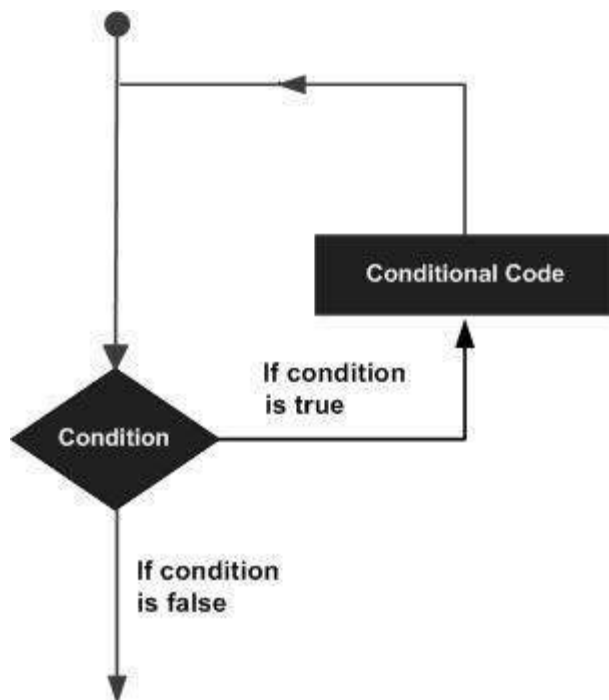 Conditional Code
If condition
is true
Condition
If condition
is false